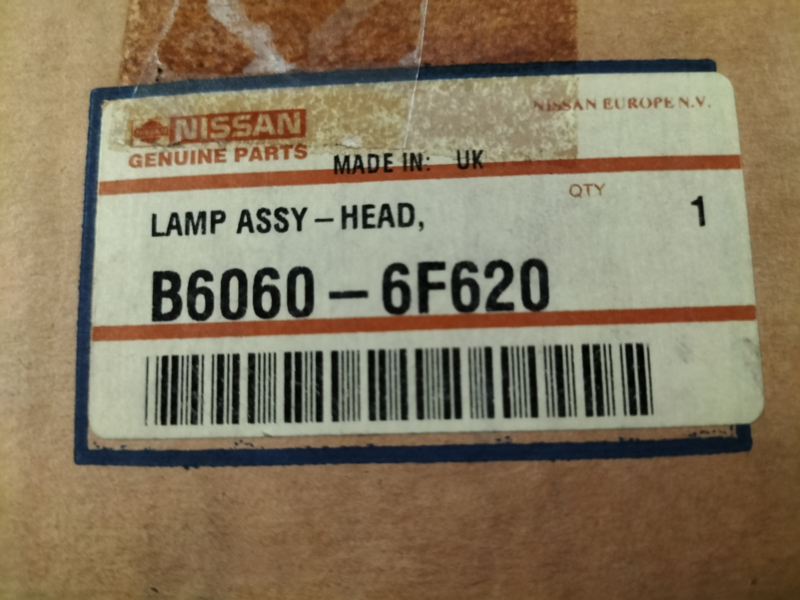 NISSAN EUROPE N.V.
NISSAN
GENUINE PARTS
MADE IN: UK
QTY
LAMP ASSY – HEAD,
1
B6060 – 6F620